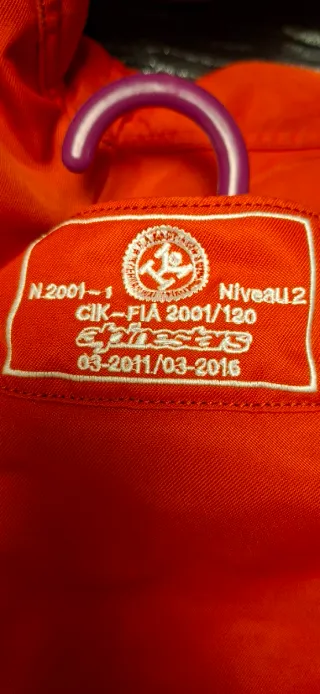 N.2001-1 Niveau 2
CIK-FIA 2001/120
alpinestars
03-2011/03-2016